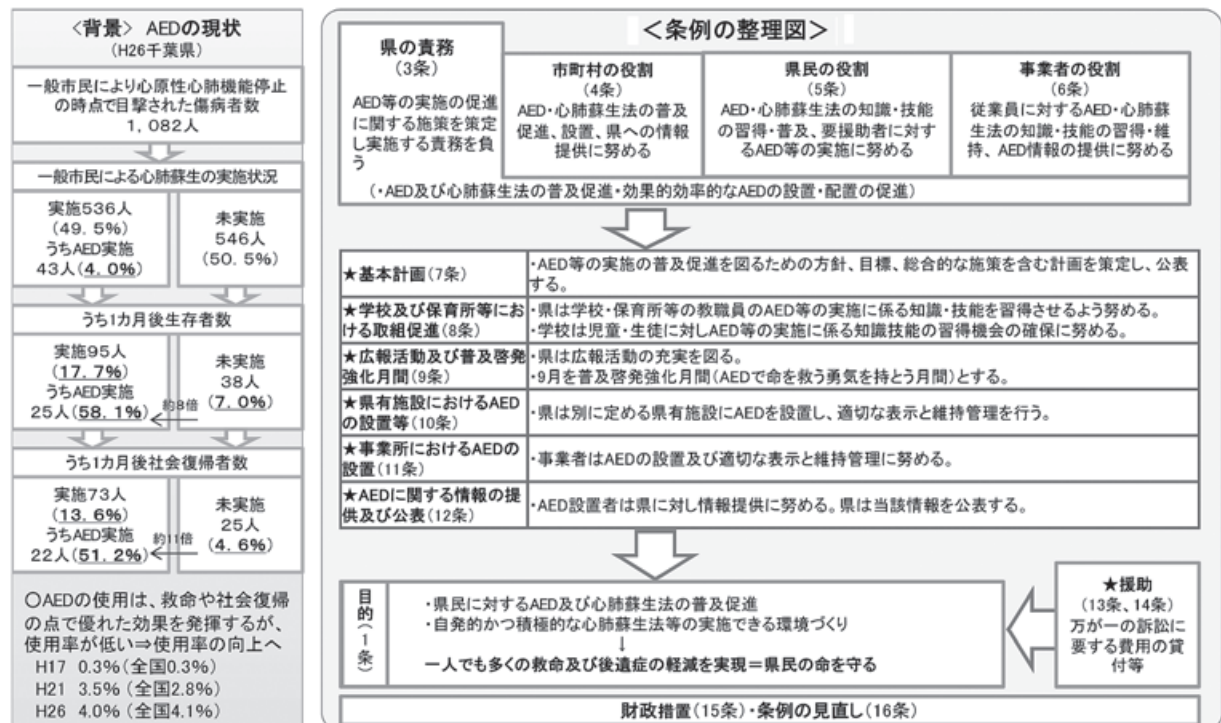 <背景> AEDの現状
(H26千葉県)
一般市民により心原性心肺機能停止
の時点で目撃された傷病者数
1,082人
一般市民による心肺蘇生の実施状況
実施536人
(49.5%)
うちAED実施
43人(4.0%)
未実施
546人
(50.5%)
うち1カ月後生存者数
実施95人
(17.7%)
うちAED実施
25人(58.1%)
約8倍
未実施
38人
(7.0%)
うち1カ月後社会復帰者数
実施73人
(13.6%)
うちAED実施
22人(51.2%)
約11倍
未実施
25人
(4.6%)
○AEDの使用は、救命や社会復帰
の点で優れた効果を発揮するが、
使用率が低い⇒使用率の向上へ
H17 0.3%(全国0.3%)
H21 3.5%(全国2.8%)
H26 4.0%(全国4.1%)
<条例の整理図>
県の責務
(3条)
AED等の実施の促進
に関する施策を策定
し実施する責務を負
う
市町村の役割
(4条)
AED・心肺蘇生法の普及
促進、設置、県への情報
提供に努める
県民の役割
(5条)
AED・心肺蘇生法の知識・技能
の習得・普及、要援助者に対す
るAED等の実施に努める
事業者の役割
(6条)
従業員に対するAED・心肺蘇
生法の知識・技能の習得・維
持、AED情報の提供に努める
(・AED及び心肺蘇生法の普及促進・効果的効率的なAEDの設置・配置の促進)
★基本計画(7条)
・AED等の実施の普及促進を図るための方針、目標、総合的な施策を含む計画を策定し、公表
する。
★学校及び保育所等にお
ける取組促進(8条)
・県は学校・保育所等の教職員のAED等の実施に係る知識・技能を習得させるよう努める。
・学校は児童・生徒に対しAED等の実施に係る知識技能の習得機会の確保に努める。
★広報活動及び普及啓発
強化月間(9条)
・県は広報活動の充実を図る。
・9月を普及啓発強化月間(AEDで命を救う勇気を持とう月間)とする。
★県有施設におけるAED
の設置等(10条)
・県は別に定める県有施設にAEDを設置し、適切な表示と維持管理を行う。
★事業所におけるAEDの
設置(11条)
・事業者はAEDの設置及び適切な表示と維持管理に努める。
★AEDに関する情報の提
供及び公表(12条)
・AED設置者は県に対し情報提供に努める。県は当該情報を公表する。
目的(1条)
・県民に対するAED及び心肺蘇生法の普及促進
・自発的かつ積極的な心肺蘇生法等の実施できる環境づくり
↓
一人でも多くの救命及び後遺症の軽減を実現=県民の命を守る
★援助
(13条、14条)
万が一の訴訟に
要する費用の貸
付等
財政措置(15条)・条例の見直し(16条)